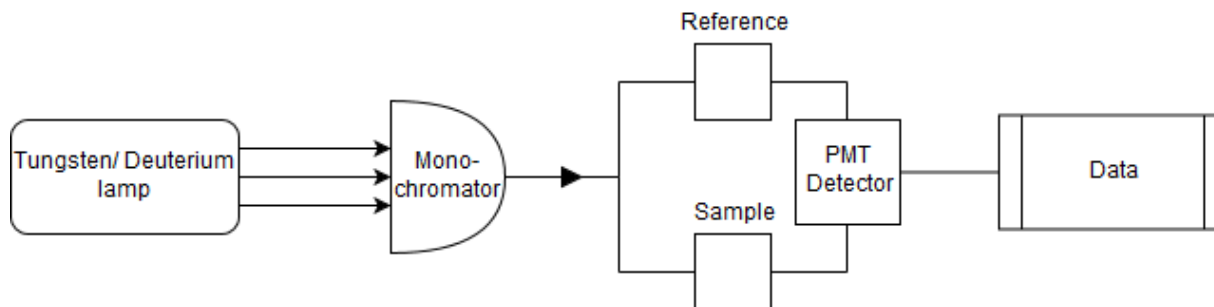 Tungsten/ Deuterium
lamp
Mono-
chromator
Reference
Sample
PMT
Detector
Data